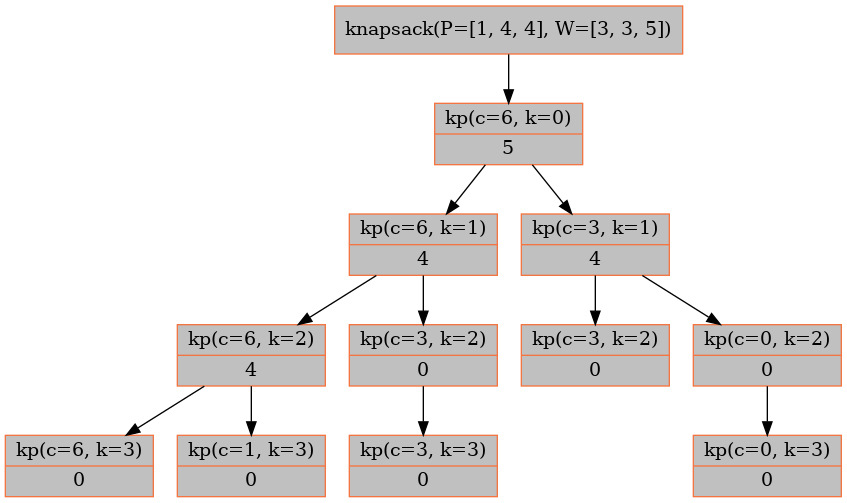 knapsack(P=[1, 4, 4], W=[3, 3, 5])
kp(c=6, k=0)
5
kp(c=6, k=1)
4
kp(c=3, k=1)
4
kp(c=6, k=2)
4
kp(c=3, k=2)
0
kp(c=3, k=2)
0
kp(c=0, k=2)
0
kp(c=6, k=3)
0
kp(c=1, k=3)
0
kp(c=3, k=3)
0
kp(c=0, k=3)
0